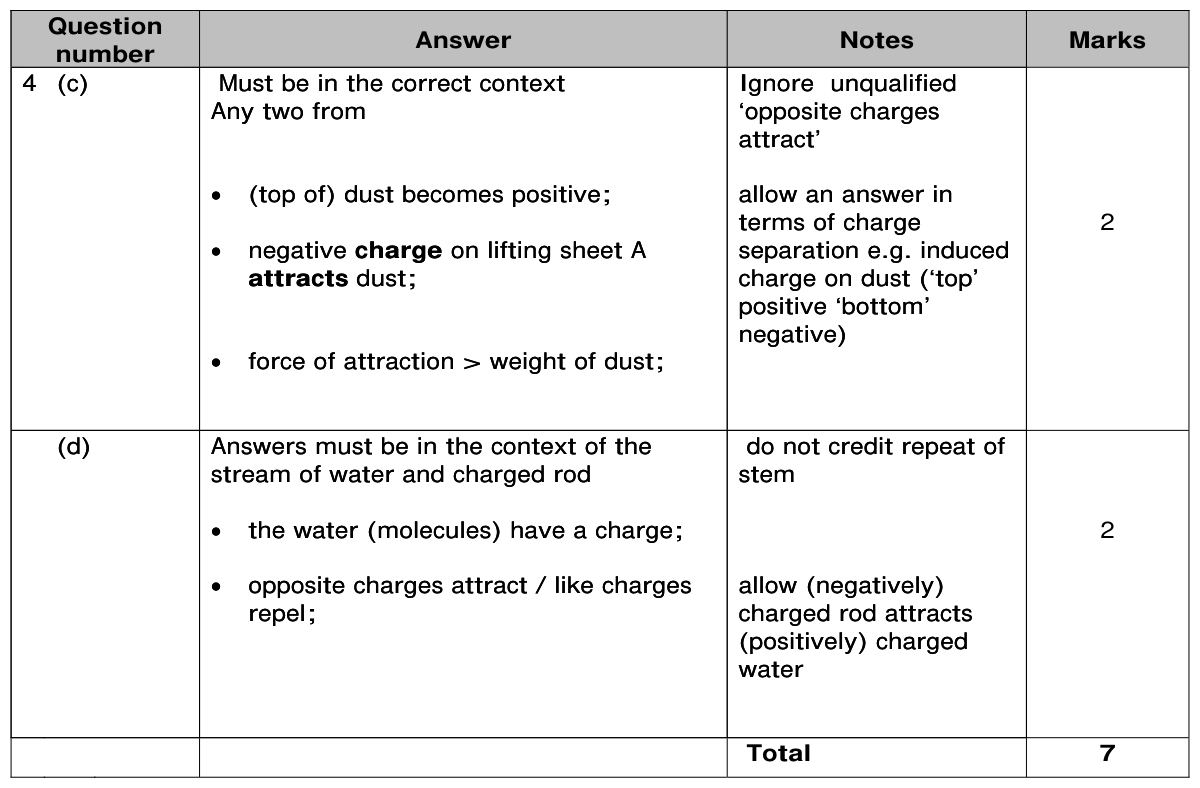 Question number Answer Notes Marks
4 (c) Must be in the correct context
Any two from
• (top of) dust becomes positive;
• negative charge on lifting sheet A
attracts dust;
• force of attraction > weight of dust;
Ignore unqualified
‘opposite charges
attract’
allow an answer in
terms of charge
separation e.g. induced
charge on dust (‘top’
positive ‘bottom’
negative)
2
(d) Answers must be in the context of the
stream of water and charged rod
• the water (molecules) have a charge;
• opposite charges attract / like charges
repel;
do not credit repeat of
stem
allow (negatively)
charged rod attracts
(positively) charged
water
2
Total 7